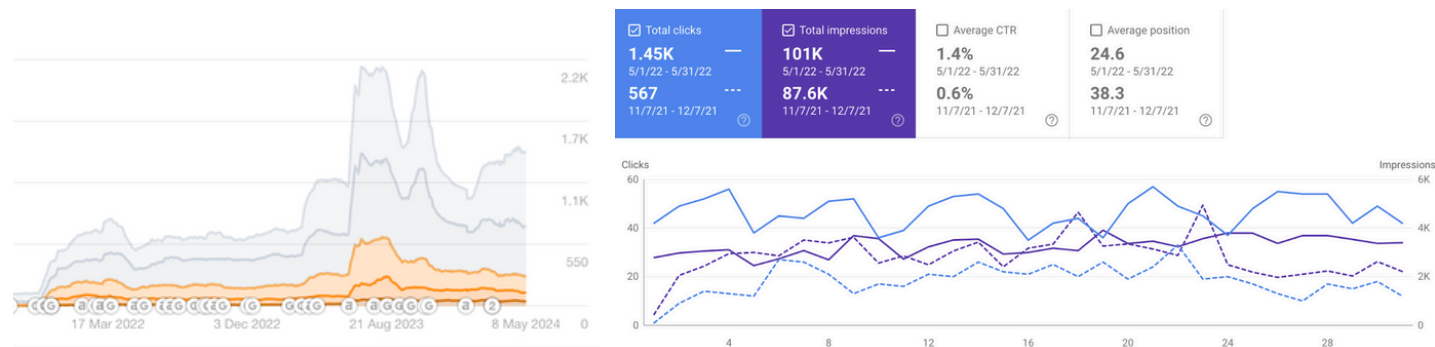 2.2K
1.7K
1.1K
550
17 Mar 2022 3 Dec 2022 21 Aug 2023 8 May 2024 0
Total clicks Total impressions Average CTR Average position
1.45K 101K 1.4% 24.6
5/1/22 - 5/31/22 5/1/22 - 5/31/22 5/1/22 - 5/31/22 5/1/22 - 5/31/22
567 87.6K 0.6% 38.3
11/7/21 - 12/7/21 11/7/21 - 12/7/21 11/7/21 - 12/7/21 11/7/21 - 12/7/21
Clicks Impressions
60 6K
40 4K
20 2K
0 0
4 8 12 16 20 24 28